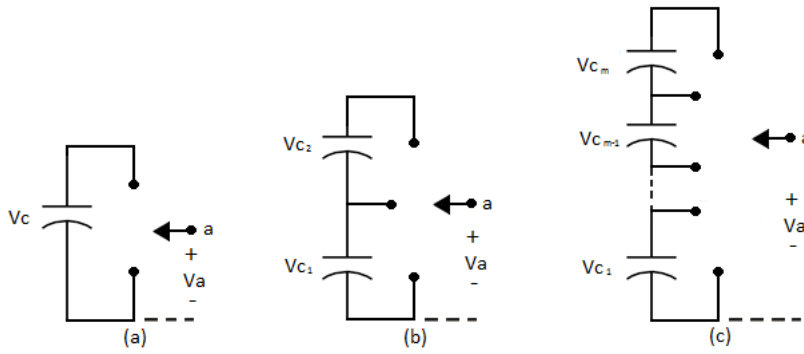 Vc
a
+
Va
-
(a)
Vc₂
Vc₁
a
+
Va
-
(b)
Vcₘ
Vcₘ₋₁
Vc₁
a
+
Va
-
(c)